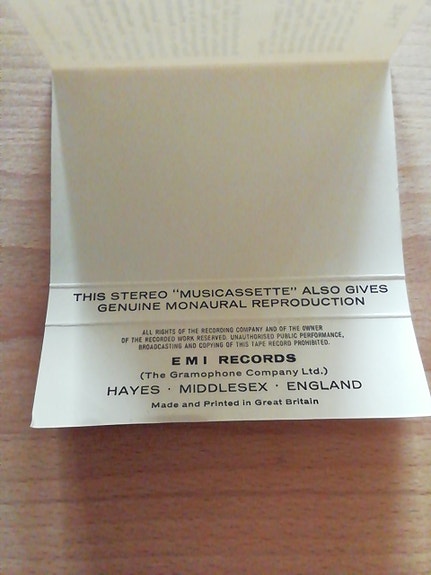 THIS STEREO "MUSICASSETTE" ALSO GIVES
GENUINE MONAURAL REPRODUCTION
ALL RIGHTS OF THE RECORDING COMPANY AND OF THE OWNER
OF THE RECORDED WORK RESERVED. UNAUTHORISED PUBLIC PERFORMANCE,
BROADCASTING AND COPYING OF THIS TAPE RECORD PROHIBITED.
EMI RECORDS
(The Gramophone Company Ltd.)
HAYES · MIDDLESEX · ENGLAND
Made and Printed in Great Britain